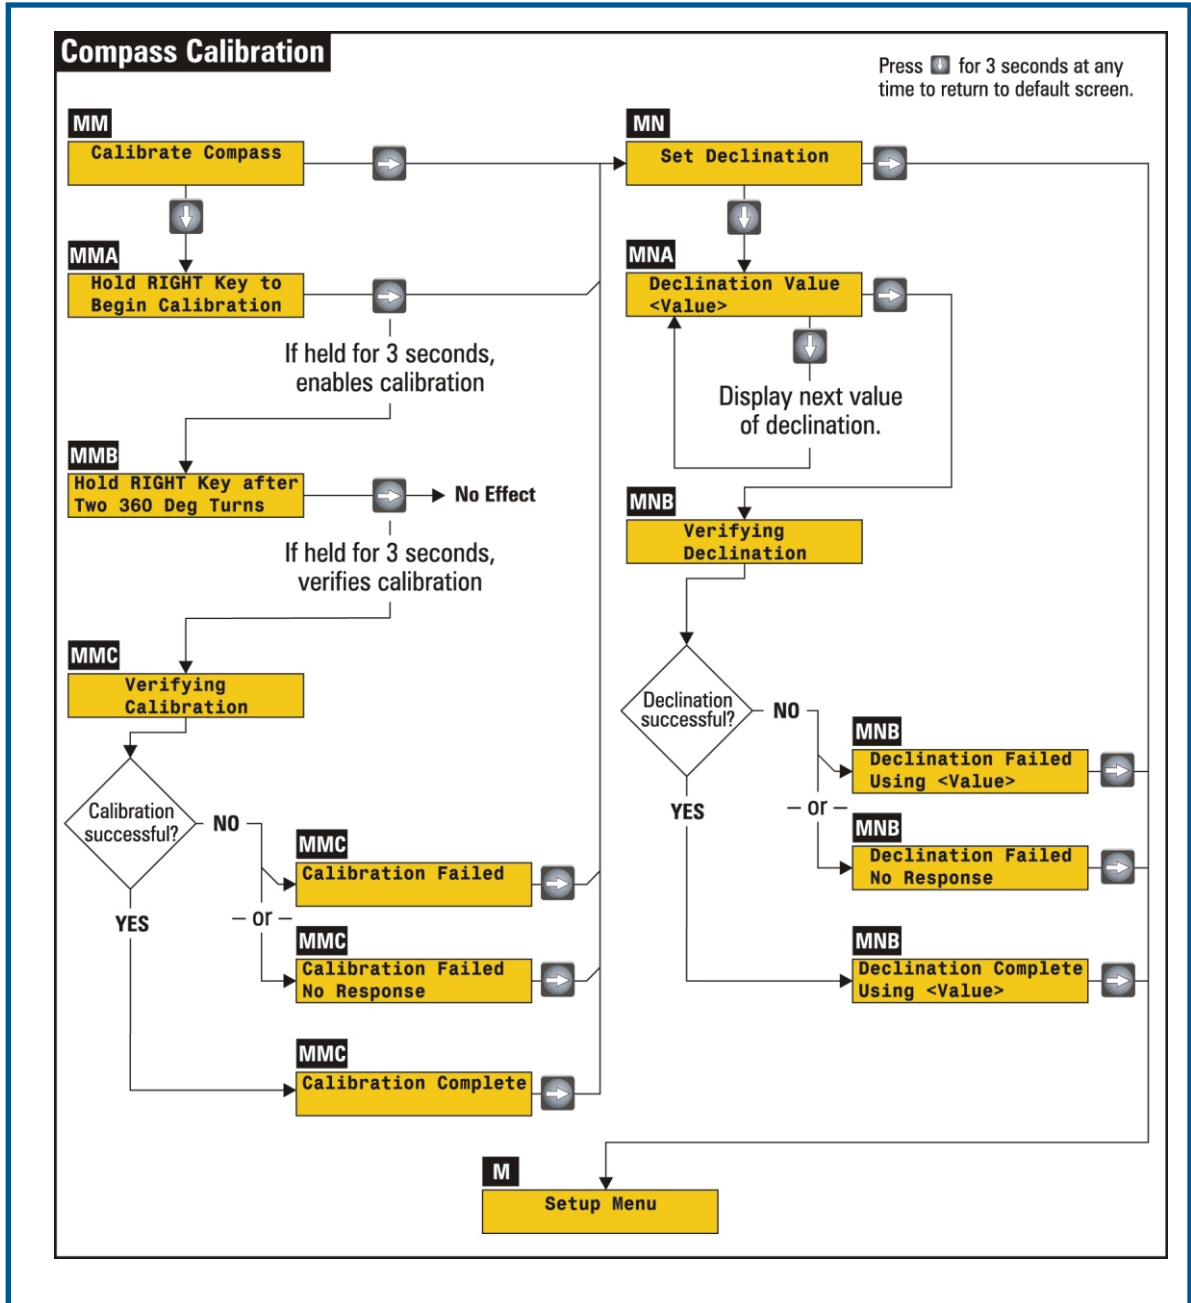 Compass Calibration
Press for 3 seconds at any
time to return to default screen.
MM
Calibrate Compass
MMA
Hold RIGHT Key to
Begin Calibration
If held for 3 seconds,
enables calibration
MMB
Hold RIGHT Key after
Two 360 Deg Turns
No Effect
If held for 3 seconds,
verifies calibration
MMC
Verifying
Calibration
Calibration
successful?
NO
YES
MMC
Calibration Failed
– or –
MMC
Calibration Failed
No Response
MMC
Calibration Complete
MN
Set Declination
MNA
Declination Value
<Value>
Display next value
of declination.
MNB
Verifying
Declination
Declination
successful?
NO
YES
MNB
Declination Failed
Using <Value>
– or –
MNB
Declination Failed
No Response
MNB
Declination Complete
Using <Value>
M
Setup Menu